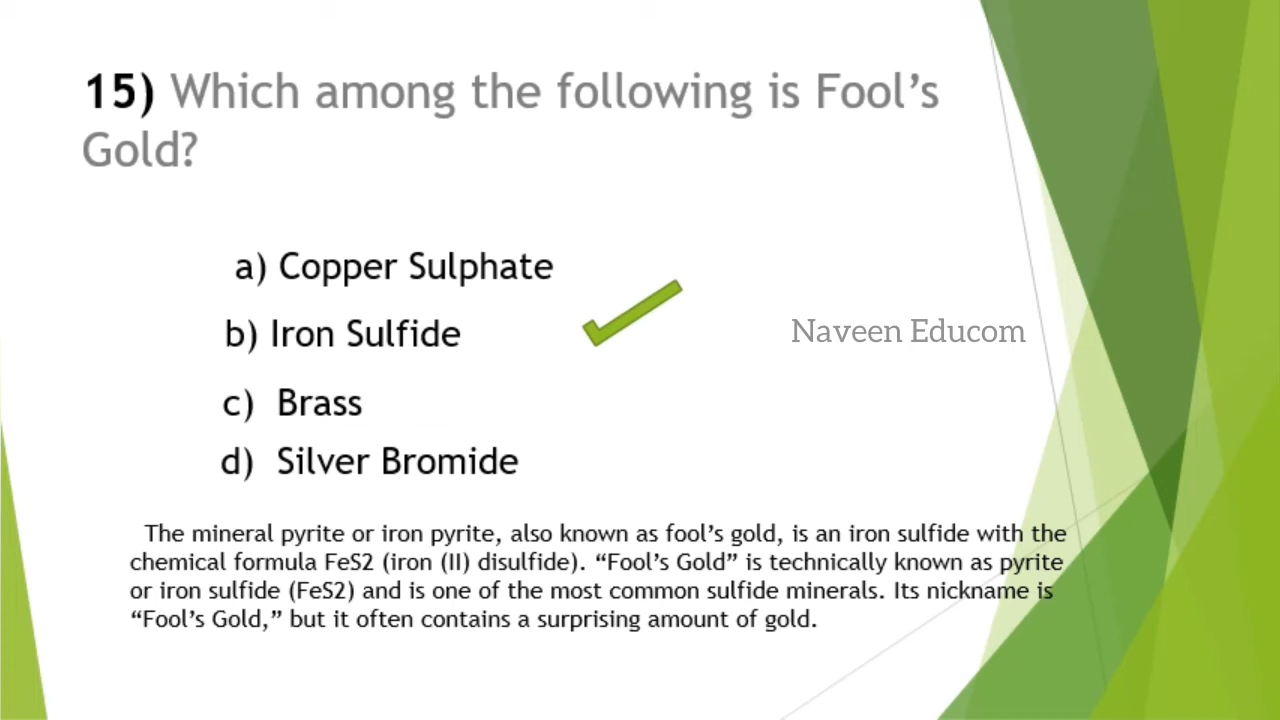 15) Which among the following is Fool’s
Gold?
a) Copper Sulphate
b) Iron Sulfide
Naveen Educom
c) Brass
d) Silver Bromide
The mineral pyrite or iron pyrite, also known as fool’s gold, is an iron sulfide with the
chemical formula FeS2 (iron (II) disulfide). “Fool’s Gold” is technically known as pyrite
or iron sulfide (FeS2) and is one of the most common sulfide minerals. Its nickname is
“Fool’s Gold,” but it often contains a surprising amount of gold.